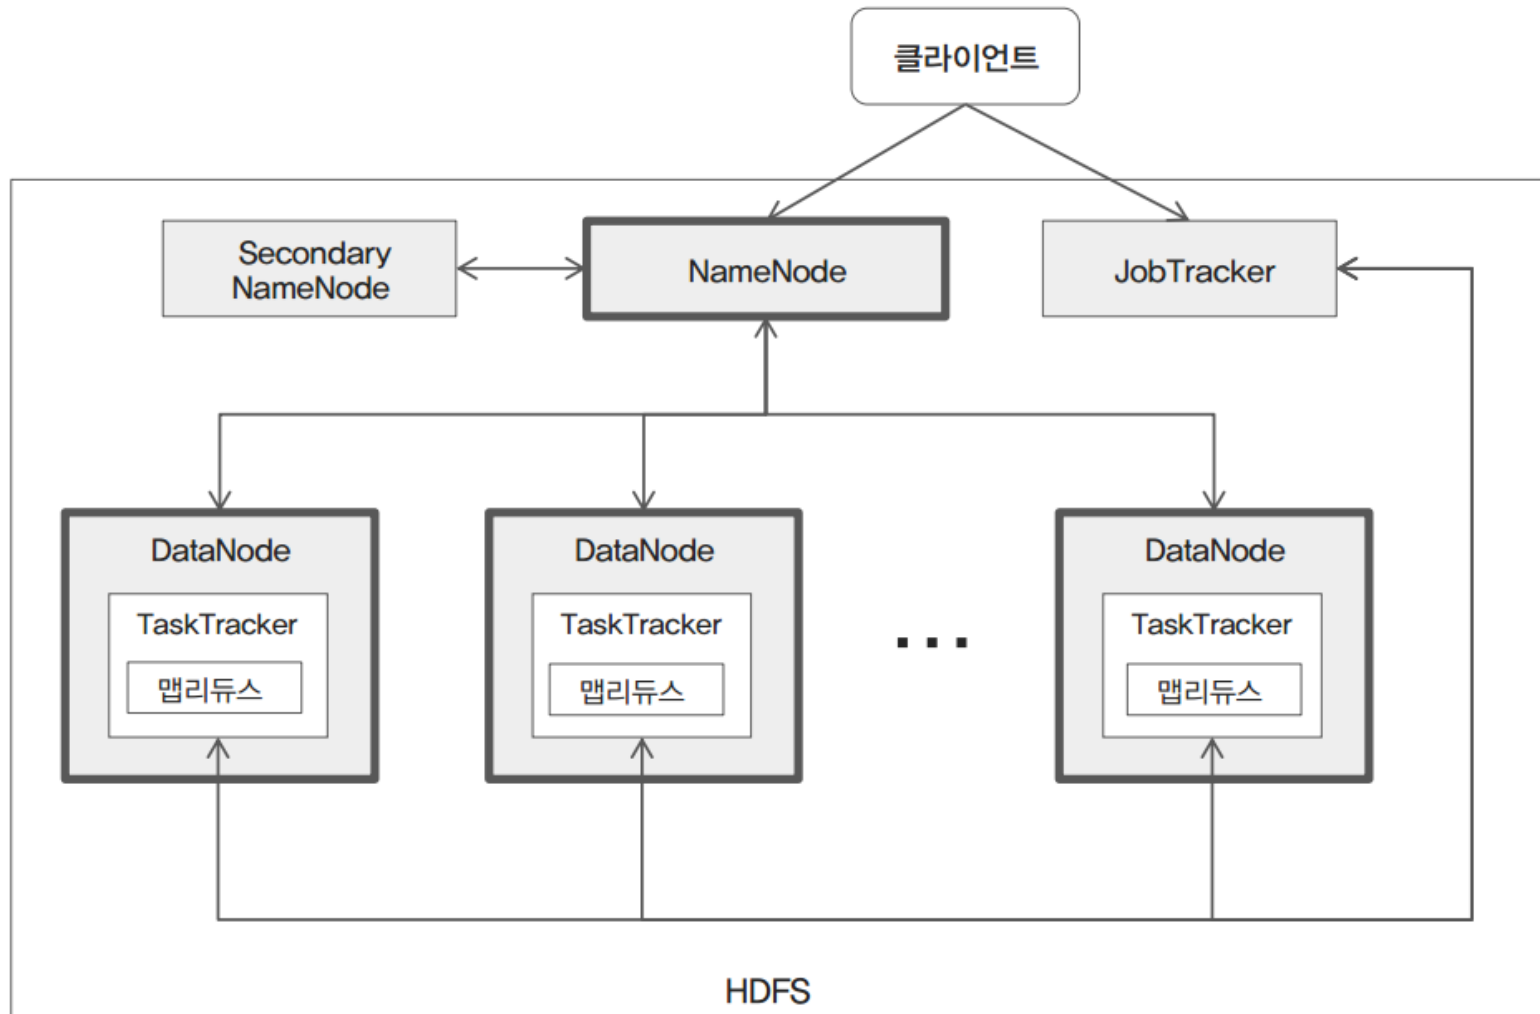 클라이언트
Secondary
NameNode
NameNode
JobTracker
DataNode
DataNode
DataNode
TaskTracker
TaskTracker
TaskTracker
맵리듀스
맵리듀스
맵리듀스
HDFS